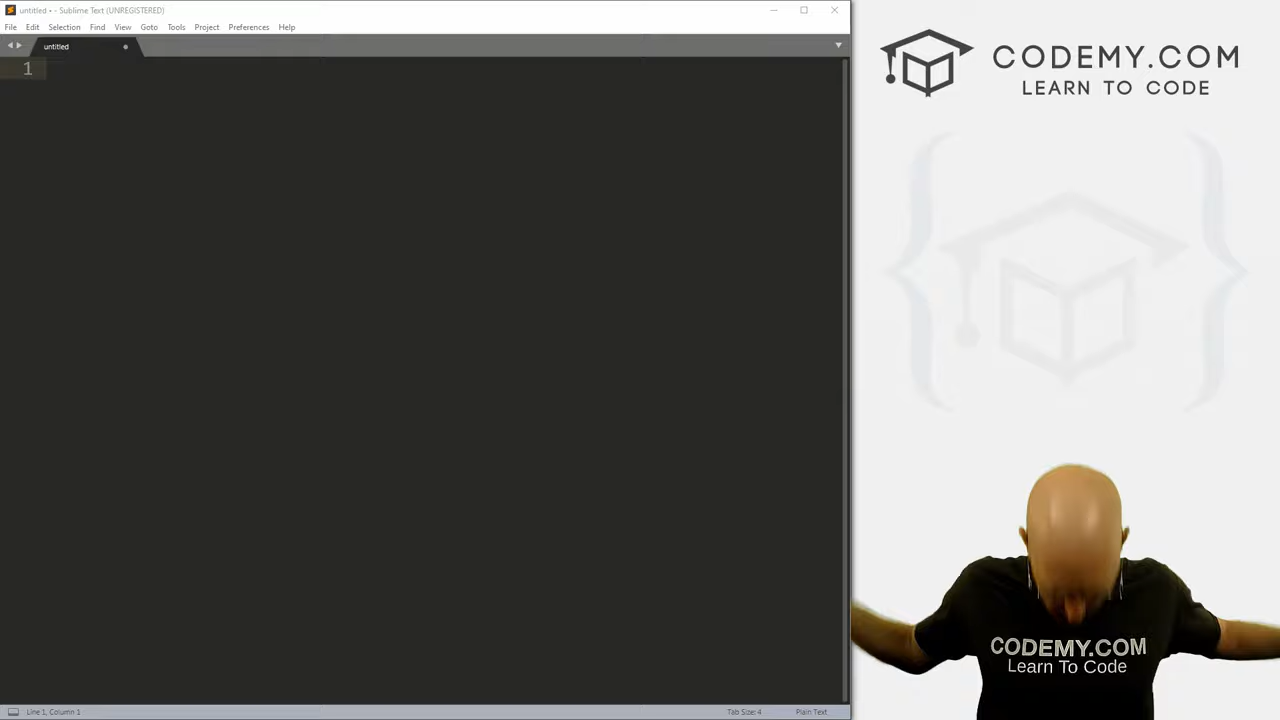 untitled • - Sublime Text (UNREGISTERED)
File Edit Selection Find View Goto Tools Project Preferences Help
untitled
1
Line 1, Column 1
Tab Size: 4
Plain Text
CODEMY.COM
LEARN TO CODE
CODEMY.COM
Learn To Code